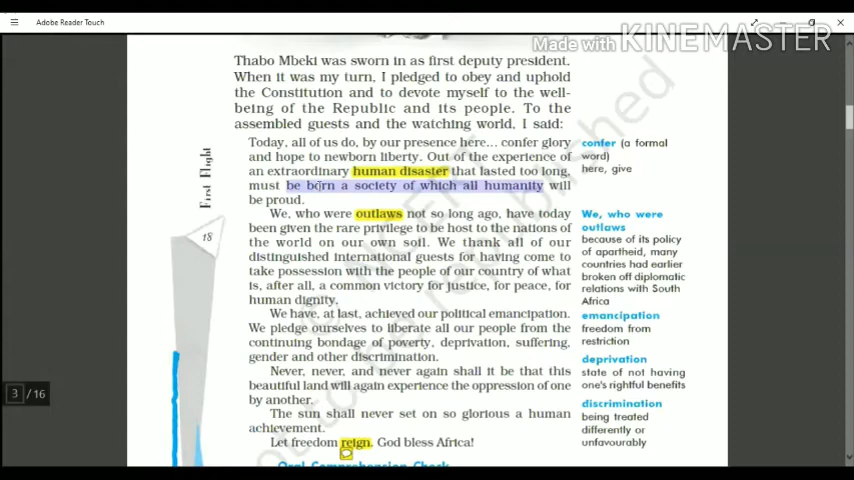 Adobe Reader Touch
Made with KINEMASTER
Thabo Mbeki was sworn in as first deputy president.
When it was my turn, I pledged to obey and uphold
the Constitution and to devote myself to the well-
being of the Republic and its people. To the
assembled guests and the watching world, I said:
Today, all of us do, by our presence here... confer glory
and hope to newborn liberty. Out of the experience of
an extraordinary human disaster that lasted too long,
must be born a society of which all humanity will
be proud.
We, who were outlaws not so long ago, have today
been given the rare privilege to be host to the nations of
the world on our own soil. We thank all of our
distinguished international guests for having come to
take possession with the people of our country of what
is, after all, a common victory for justice, for peace, for
human dignity.
We have, at last, achieved our political emancipation.
We pledge ourselves to liberate all our people from the
continuing bondage of poverty, deprivation, suffering,
gender and other discrimination.
Never, never, and never again shall it be that this
beautiful land will again experience the oppression of one
by another.
The sun shall never set on so glorious a human
achievement.
Let freedom reign. God bless Africa!
Oral Comprehension Check
confer (a formal
word)
here, give
We, who were
outlaws
because of its policy
of apartheid, many
countries had earlier
broken off diplomatic
relations with South
Africa
emancipation
freedom from
restriction
deprivation
state of not having
one's rightful benefits
discrimination
being treated
differently or
unfavourably
First Flight
18
3 / 16